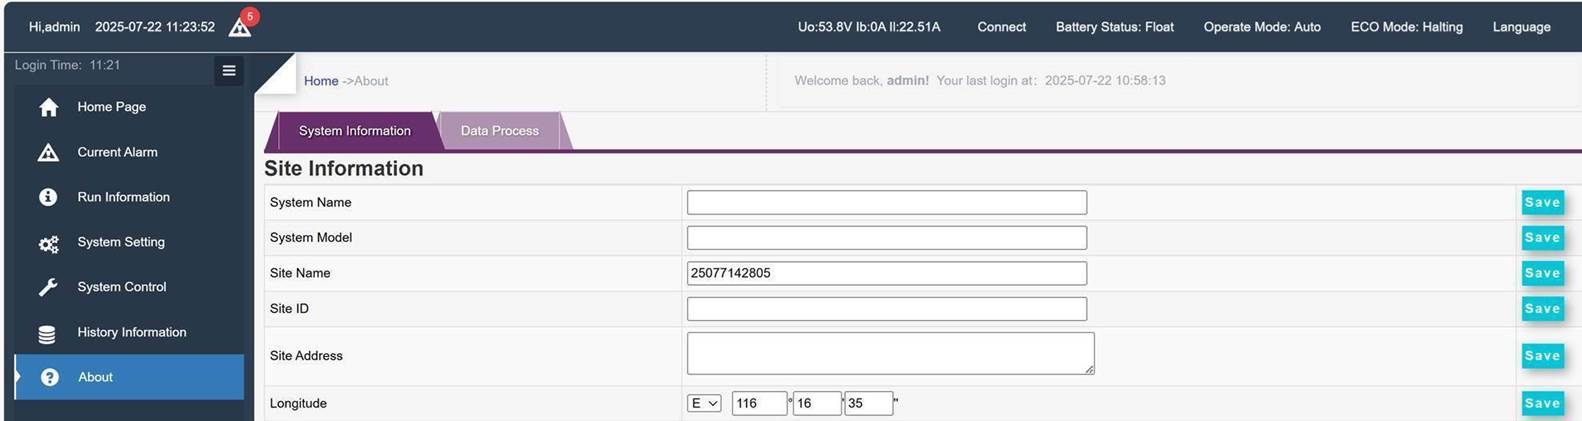 Hi,admin 2025-07-22 11:23:52 5 Uo:53.8V Ib:0A Il:22.51A Connect Battery Status: Float Operate Mode: Auto ECO Mode: Halting Language
Login Time: 11:21
Home ->About Welcome back, admin! Your last login at: 2025-07-22 10:58:13
Home Page
Current Alarm
Run Information
System Setting
System Control
History Information
About
System Information Data Process
Site Information
System Name Save
System Model Save
Site Name 25077142805 Save
Site ID Save
Site Address Save
Longitude E 116 ° 16 ' 35 " Save